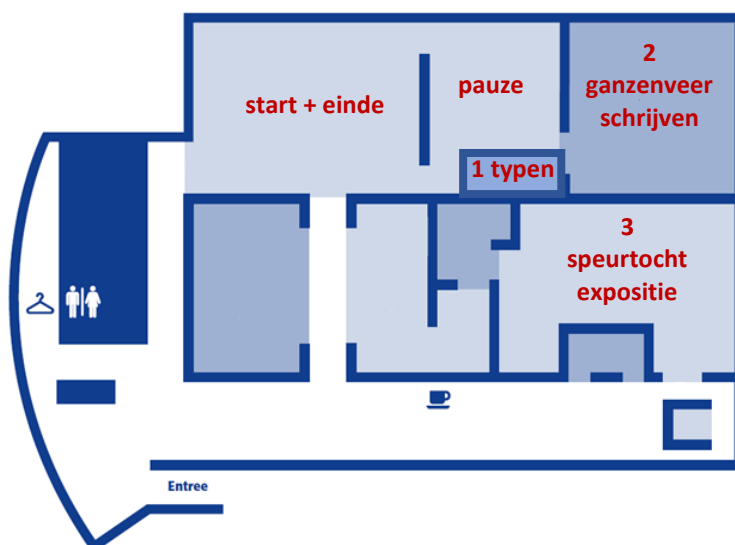 start + einde
pauze
2
ganzenveer
schrijven
1 typen
3
speurtocht
expositie
Entree